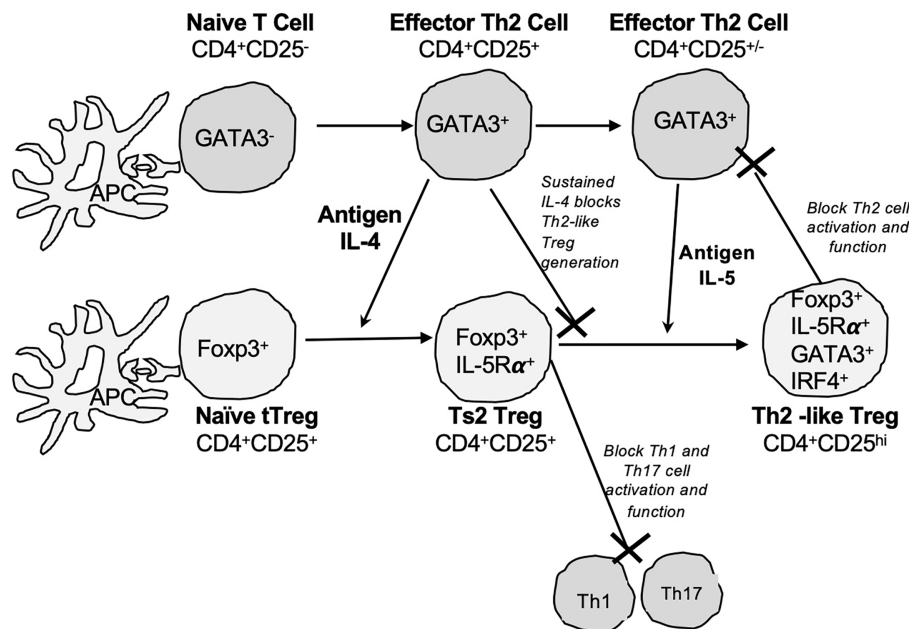 Naive T Cell
CD4⁺CD25⁻
Effector Th2 Cell
CD4⁺CD25⁺
Effector Th2 Cell
CD4⁺CD25⁺/⁻
APC
GATA3⁻
GATA3⁺
GATA3⁺
Antigen
IL-4
Sustained
IL-4 blocks
Th2-like
Treg
generation
Antigen
IL-5
Block Th2 cell
activation and
function
APC
Foxp3⁺
Foxp3⁺
IL-5Rα⁺
Foxp3⁺
IL-5Rα⁺
GATA3⁺
IRF4⁺
Naïve tTreg
CD4⁺CD25⁺
Ts2 Treg
CD4⁺CD25⁺
Th2 -like Treg
CD4⁺CD25ʰⁱ
Block Th1 and
Th17 cell
activation and
function
Th1
Th17